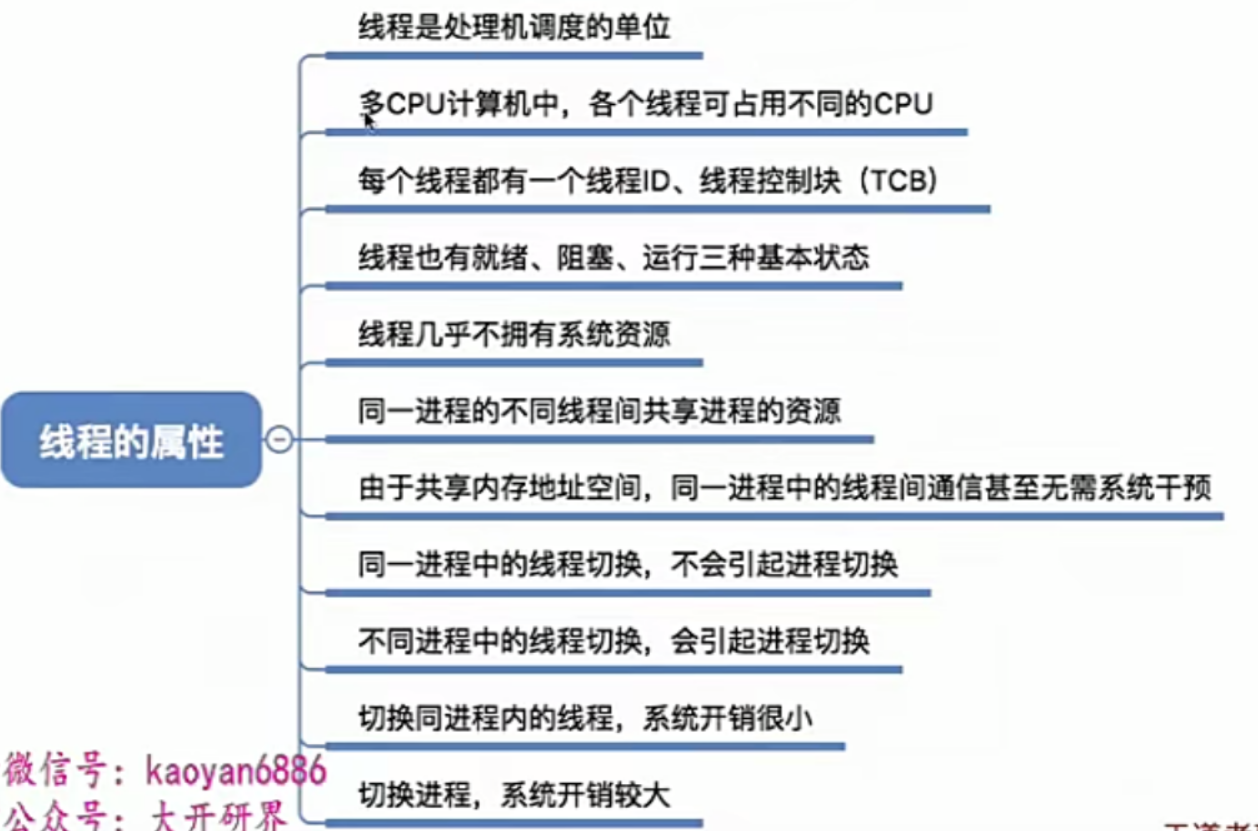 线程是处理机调度的单位
多CPU计算机中，各个线程可占用不同的CPU
每个线程都有一个线程ID、线程控制块（TCB）
线程也有就绪、阻塞、运行三种基本状态
线程几乎不拥有系统资源
同一进程的不同线程间共享进程的资源
线程的属性
由于共享内存地址空间，同一进程中的线程间通信甚至无需系统干预
同一进程中的线程切换，不会引起进程切换
不同进程中的线程切换，会引起进程切换
切换同进程内的线程，系统开销很小
微信号：kaoyan6886
切换进程，系统开销较大
公众号：大开研界